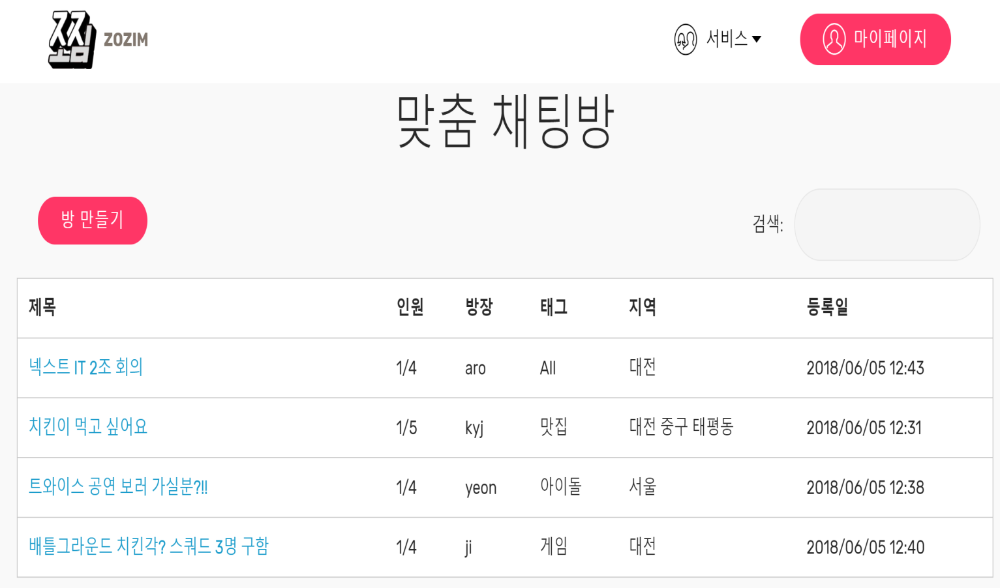 쪼짐 ZOZIM
서비스
마이페이지
맞춤 채팅방
방 만들기
검색:
제목 인원 방장 태그 지역 등록일
넥스트 IT 2조 회의 1/4 aro All 대전 2018/06/05 12:43
치킨이 먹고 싶어요 1/5 kyj 맛집 대전 중구 태평동 2018/06/05 12:31
트와이스 공연 보러 가실분?!! 1/4 yeon 아이돌 서울 2018/06/05 12:38
배틀그라운드 치킨각? 스쿼드 3명 구함 1/4 ji 게임 대전 2018/06/05 12:40